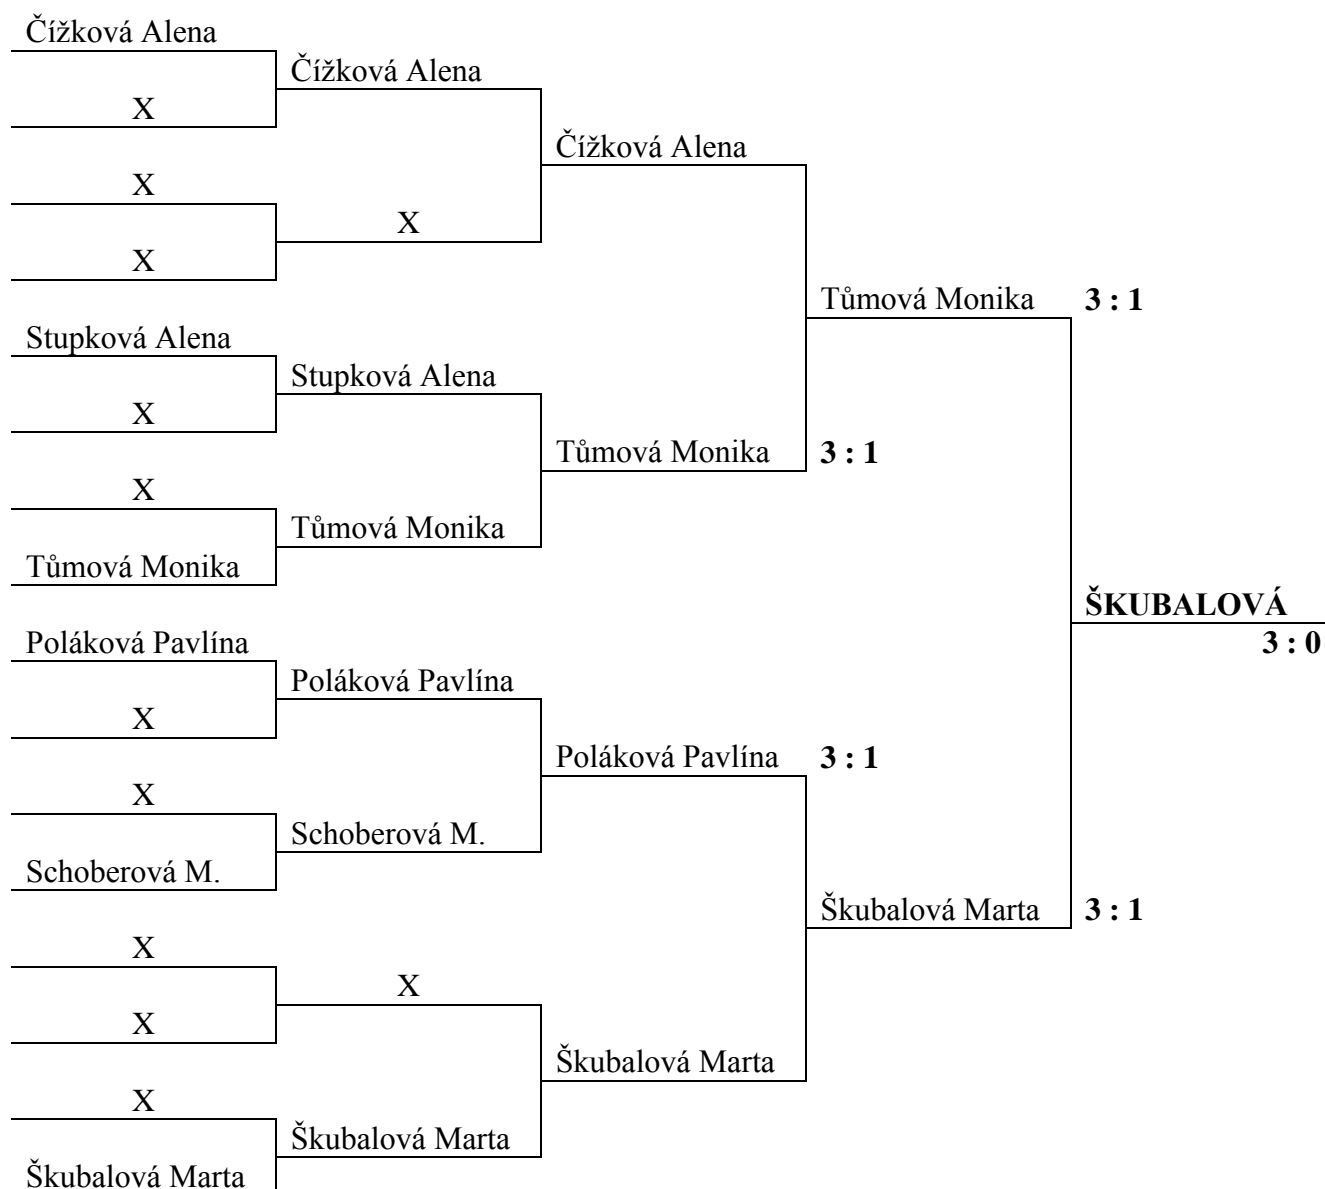 Čížková Alena
Čížková Alena
X
Čížková Alena
X
X
X
Tůmová Monika 3 : 1
Stupková Alena
Stupková Alena
X
Tůmová Monika 3 : 1
X
Tůmová Monika
Tůmová Monika
ŠKUBALOVÁ
3 : 0
Poláková Pavlína
Poláková Pavlína
X
Poláková Pavlína 3 : 1
X
Schoberová M.
Schoberová M.
Škubalová Marta 3 : 1
X
X
X
Škubalová Marta
X
Škubalová Marta
Škubalová Marta